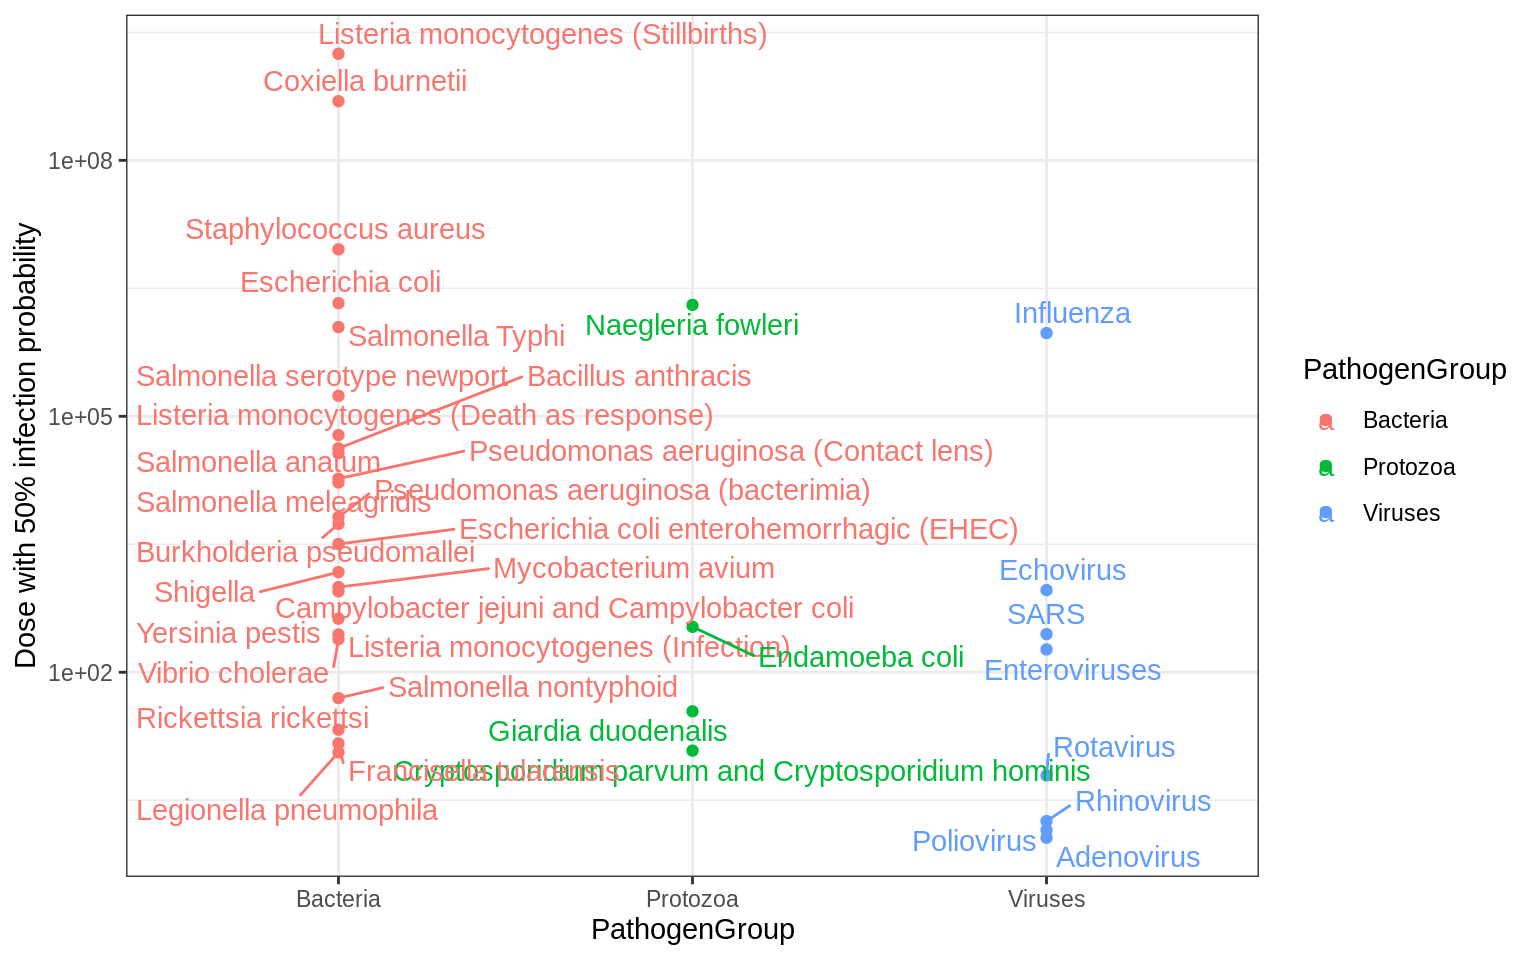 Listeria monocytogenes (Stillbirths)
Coxiella burnetii
1e+08
Staphylococcus aureus
Escherichia coli
Influenza
Naegleria fowleri
Salmonella Typhi
PathogenGroup
Salmonella serotype newport
Bacillus anthracis
1e+05
Listeria monocytogenes (Death as response)
a Bacteria
Pseudomonas aeruginosa (Contact lens)
Salmonella anatum
a Protozoa
Pseudomonas aeruginosa (bacterimia)
Salmonella meleagridis
a Viruses
Escherichia coli enterohemorrhagic (EHEC)
Burkholderia pseudomallei
Mycobacterium avium
Echovirus
Shigella
Campylobacter jejuni and Campylobacter coli
SARS
Yersinia pestis
Listeria monocytogenes (Infection)
Endamoeba coli
Enteroviruses
1e+02
Vibrio cholerae
Salmonella nontyphoid
Rickettsia rickettsi
Giardia duodenalis
Rotavirus
Francisella tularensis
Cryptosporidium parvum and Cryptosporidium hominis
Rhinovirus
Legionella pneumophila
Poliovirus
Adenovirus
Bacteria
Protozoa
Viruses
PathogenGroup
Dose with 50% infection probability